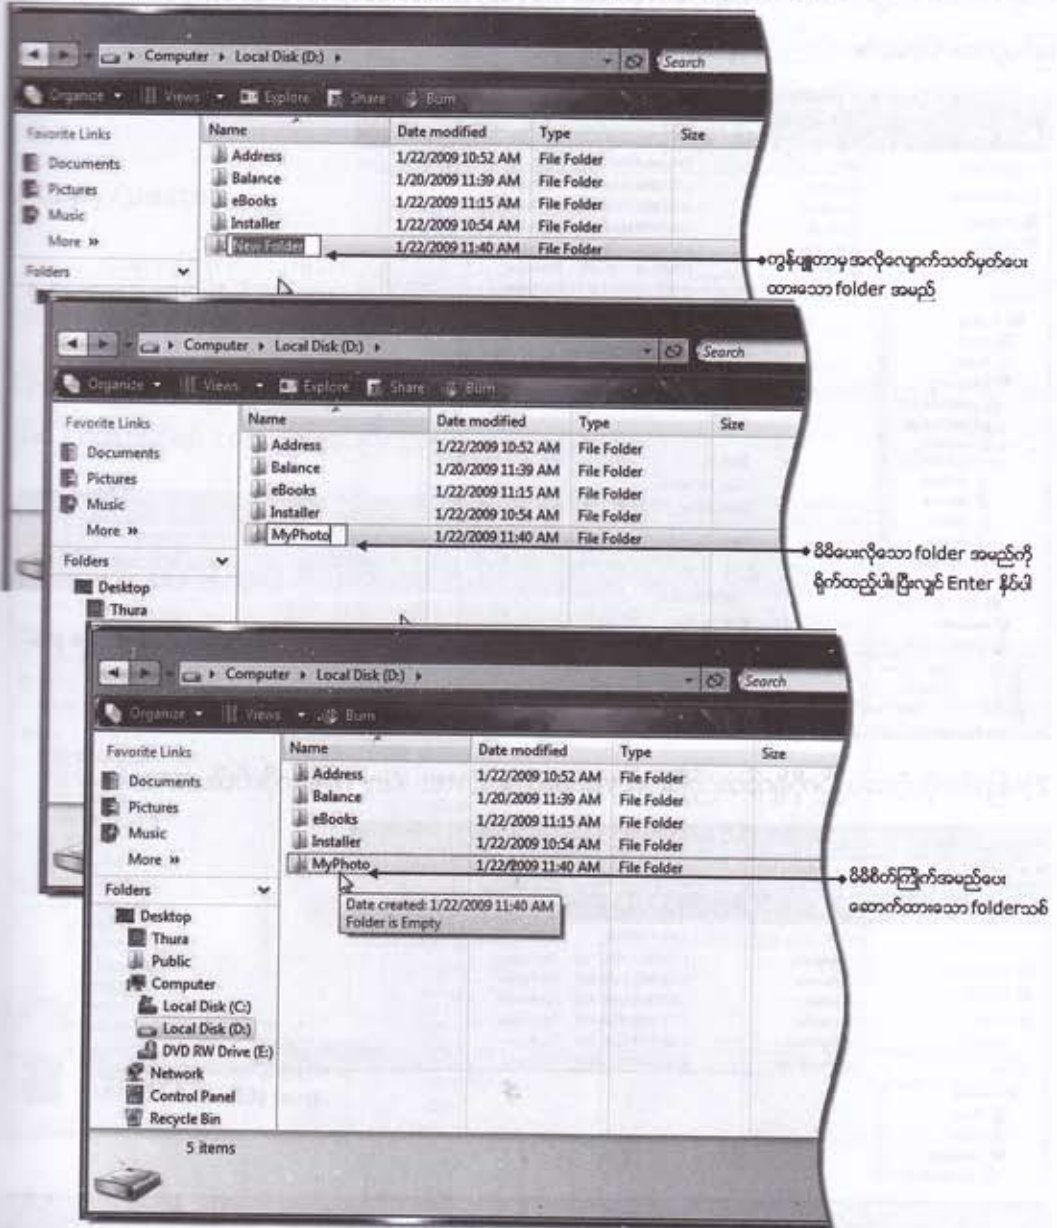 Computer Local Disk (D:)
Search
Organize Views Explore Share Burn
Favorite Links
Documents
Pictures
Music
More »
Folders
Name Date modified Type Size
Address 1/22/2009 10:52 AM File Folder
Balance 1/20/2009 11:39 AM File Folder
eBooks 1/22/2009 11:15 AM File Folder
Installer 1/22/2009 10:54 AM File Folder
New Folder 1/22/2009 11:40 AM File Folder
ကွန်ပျူတာမှ အလိုလျောက်သတ်မှတ်ပေး
ထားသော folder အမည်
Computer Local Disk (D:)
Search
Organize Views Explore Share Burn
Favorite Links
Documents
Pictures
Music
More »
Folders
Desktop
Thura
Name Date modified Type Size
Address 1/22/2009 10:52 AM File Folder
Balance 1/20/2009 11:39 AM File Folder
eBooks 1/22/2009 11:15 AM File Folder
Installer 1/22/2009 10:54 AM File Folder
MyPhoto 1/22/2009 11:40 AM File Folder
မိမိပေးလိုသော folder အမည်ကို
ရိုက်ထည့်ပါ။ ပြီးလျှင် Enter နှိပ်ပါ
Computer Local Disk (D:)
Search
Organize Views Burn
Favorite Links
Documents
Pictures
Music
More »
Folders
Desktop
Thura
Public
Computer
Local Disk (C:)
Local Disk (D:)
DVD RW Drive (E:)
Network
Control Panel
Recycle Bin
Name Date modified Type Size
Address 1/22/2009 10:52 AM File Folder
Balance 1/20/2009 11:39 AM File Folder
eBooks 1/22/2009 11:15 AM File Folder
Installer 1/22/2009 10:54 AM File Folder
MyPhoto 1/22/2009 11:40 AM File Folder
Date created: 1/22/2009 11:40 AM
Folder is Empty
မိမိစိတ်ကြိုက်အမည်ပေး
ဆောက်ထားသော folderသစ်
5 items